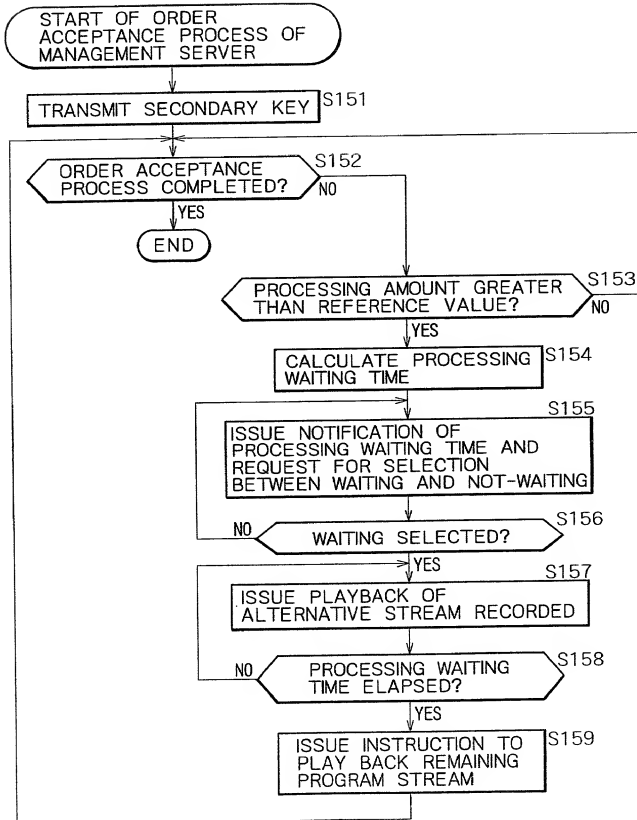 START OF ORDER
ACCEPTANCE PROCESS OF
MANAGEMENT SERVER
TRANSMIT SECONDARY KEY
S151
ORDER ACCEPTANCE
PROCESS COMPLETED?
S152
NO
YES
END
PROCESSING AMOUNT GREATER
THAN REFERENCE VALUE?
S153
NO
YES
CALCULATE PROCESSING
WAITING TIME
S154
S155
ISSUE NOTIFICATION OF
PROCESSING WAITING TIME AND
REQUEST FOR SELECTION
BETWEEN WAITING AND NOT-WAITING
S156
NO
WAITING SELECTED?
YES
S157
ISSUE PLAYBACK OF
ALTERNATIVE STREAM RECORDED
S158
NO
PROCESSING WAITING
TIME ELAPSED?
YES
S159
ISSUE INSTRUCTION TO
PLAY BACK REMAINING
PROGRAM STREAM